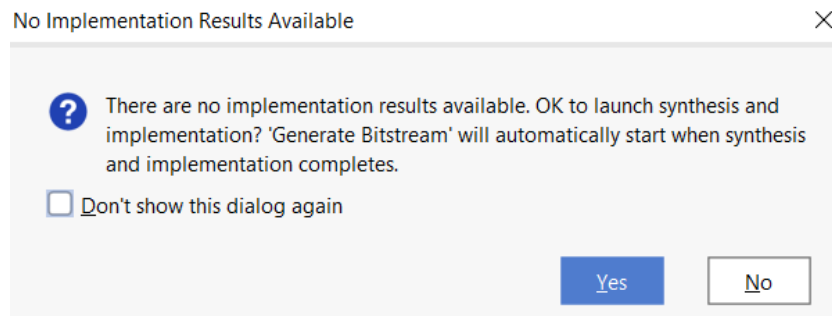 No Implementation Results Available
There are no implementation results available. OK to launch synthesis and
implementation? 'Generate Bitstream' will automatically start when synthesis
and implementation completes.
Don't show this dialog again
Yes
No